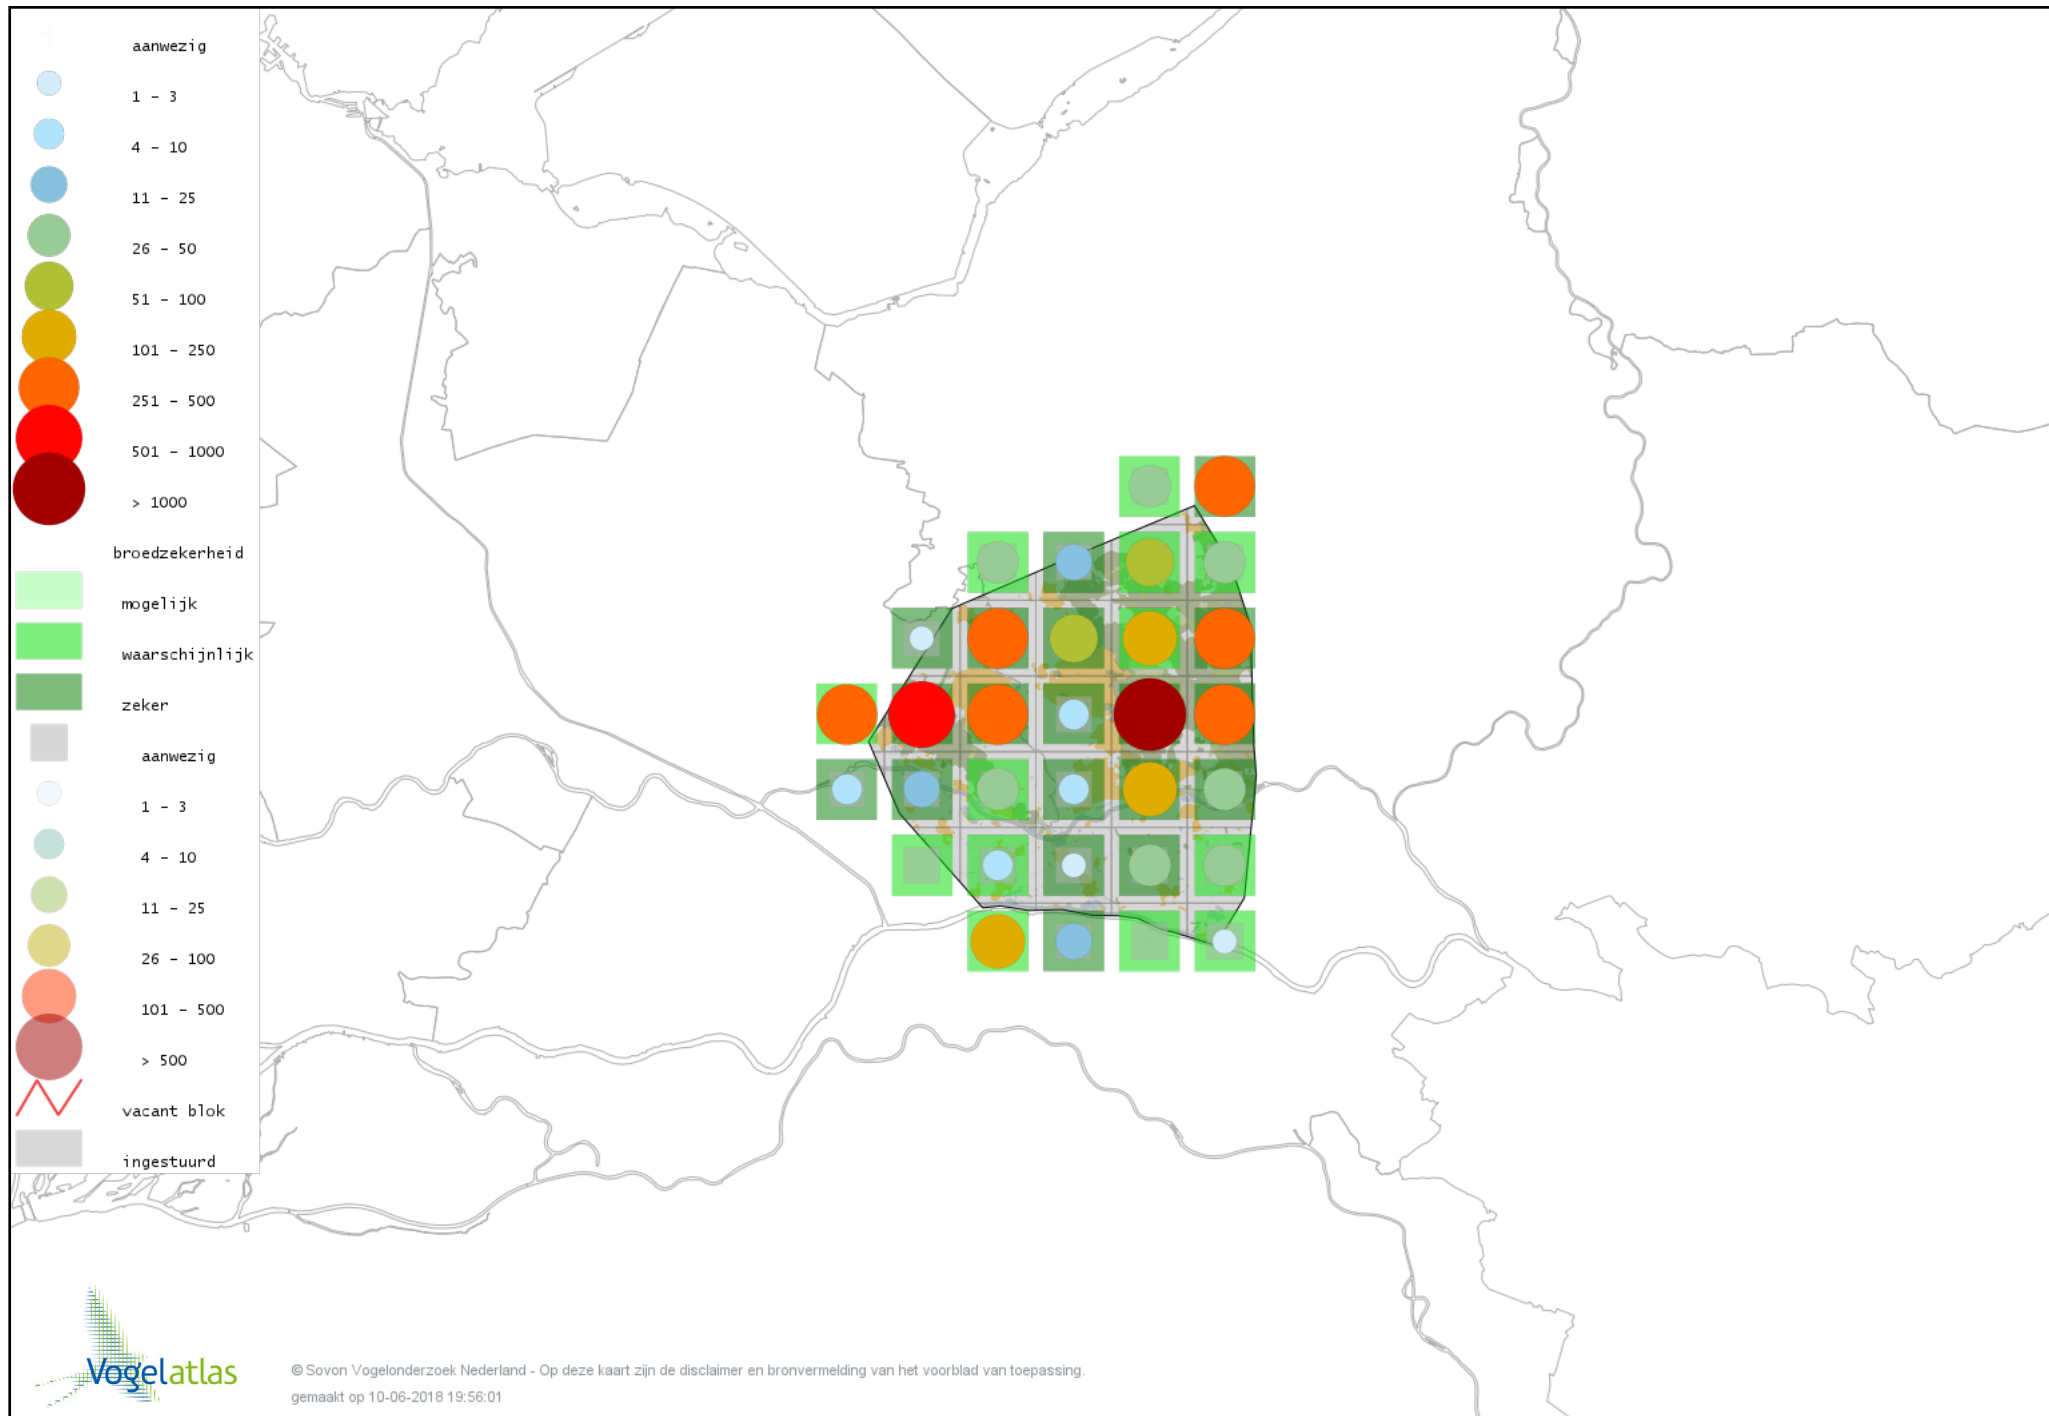 aanwezig
1 - 3
4 - 10
11 - 25
26 - 50
51 - 100
101 - 250
251 - 500
501 - 1000
> 1000
broedzekerheid
mogelijk
waarschijnlijk
zeker
aanwezig
1 - 3
4 - 10
11 - 25
26 - 100
101 - 500
> 500
vacant blok
ingestuurd
Vogelatlas
© Sovon Vogelonderzoek Nederland - Op deze kaart zijn de disclaimer en bronvermelding van het voorblad van toepassing.
gemaakt op 10-06-2018 19:56:01